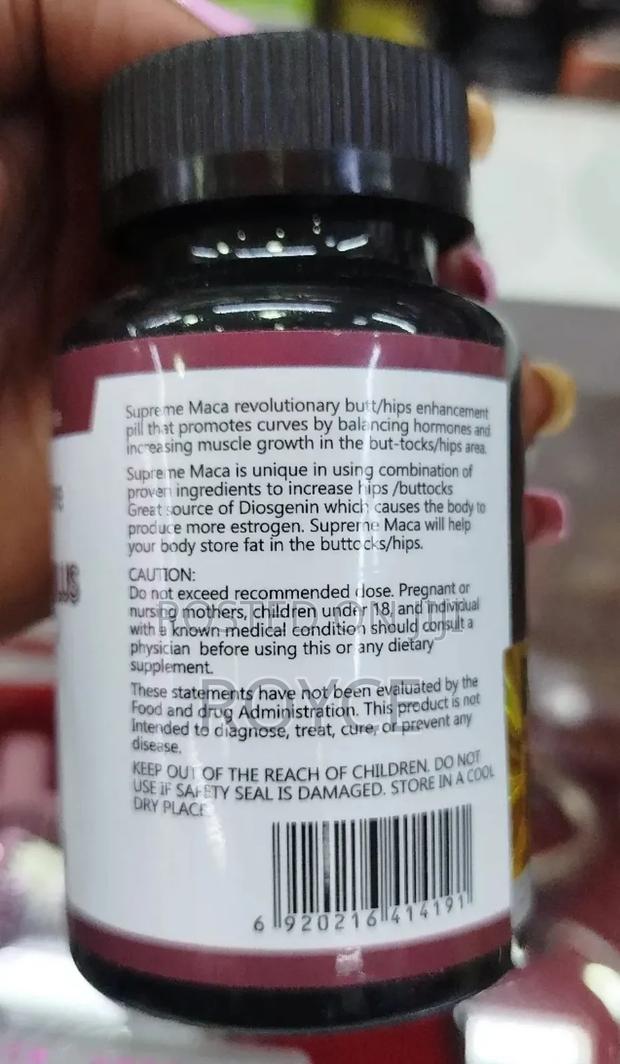 Supreme Maca revolutionary butt/hips enhancement
pill that promotes curves by balancing hormones and
increasing muscle growth in the but-tocks/hips area.
Supreme Maca is unique in using combination of
proven ingredients to increase hips /buttocks
Great source of Diosgenin which causes the body to
produce more estrogen. Supreme Maca will help
your body store fat in the buttocks/hips.
CAUTION:
Do not exceed recommended dose. Pregnant or
nursing mothers, children under 18, and individual
with a known medical condition should consult a
physician before using this or any dietary
supplement.
These statements have not been evaluated by the
Food and drug Administration. This product is not
Intended to diagnose, treat, cure, or prevent any
disease.
KEEP OUT OF THE REACH OF CHILDREN. DO NOT
USE IF SAFETY SEAL IS DAMAGED. STORE IN A COOL
DRY PLACE
6 920216 414191
POSTED ON JIJI
ROYCE